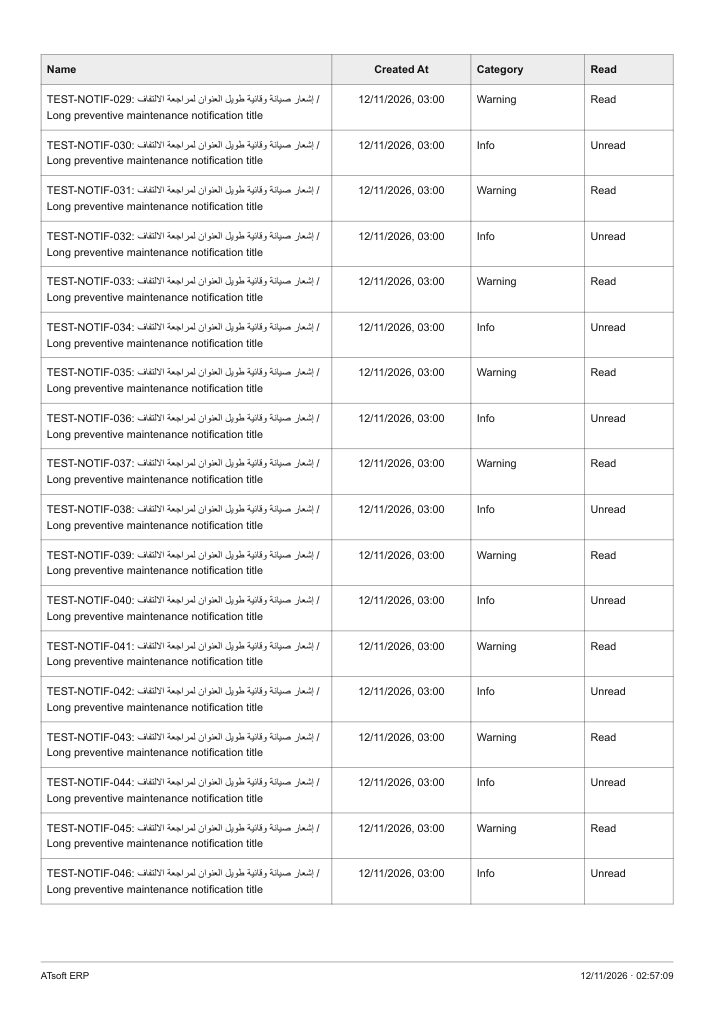 Name Created At Category Read
TEST-NOTIF-029: إشعار صيانة وقائية طويل العنوان لمراجعة الالتفاف / 12/11/2026, 03:00 Warning Read
Long preventive maintenance notification title
TEST-NOTIF-030: إشعار صيانة وقائية طويل العنوان لمراجعة الالتفاف / 12/11/2026, 03:00 Info Unread
Long preventive maintenance notification title
TEST-NOTIF-031: إشعار صيانة وقائية طويل العنوان لمراجعة الالتفاف / 12/11/2026, 03:00 Warning Read
Long preventive maintenance notification title
TEST-NOTIF-032: إشعار صيانة وقائية طويل العنوان لمراجعة الالتفاف / 12/11/2026, 03:00 Info Unread
Long preventive maintenance notification title
TEST-NOTIF-033: إشعار صيانة وقائية طويل العنوان لمراجعة الالتفاف / 12/11/2026, 03:00 Warning Read
Long preventive maintenance notification title
TEST-NOTIF-034: إشعار صيانة وقائية طويل العنوان لمراجعة الالتفاف / 12/11/2026, 03:00 Info Unread
Long preventive maintenance notification title
TEST-NOTIF-035: إشعار صيانة وقائية طويل العنوان لمراجعة الالتفاف / 12/11/2026, 03:00 Warning Read
Long preventive maintenance notification title
TEST-NOTIF-036: إشعار صيانة وقائية طويل العنوان لمراجعة الالتفاف / 12/11/2026, 03:00 Info Unread
Long preventive maintenance notification title
TEST-NOTIF-037: إشعار صيانة وقائية طويل العنوان لمراجعة الالتفاف / 12/11/2026, 03:00 Warning Read
Long preventive maintenance notification title
TEST-NOTIF-038: إشعار صيانة وقائية طويل العنوان لمراجعة الالتفاف / 12/11/2026, 03:00 Info Unread
Long preventive maintenance notification title
TEST-NOTIF-039: إشعار صيانة وقائية طويل العنوان لمراجعة الالتفاف / 12/11/2026, 03:00 Warning Read
Long preventive maintenance notification title
TEST-NOTIF-040: إشعار صيانة وقائية طويل العنوان لمراجعة الالتفاف / 12/11/2026, 03:00 Info Unread
Long preventive maintenance notification title
TEST-NOTIF-041: إشعار صيانة وقائية طويل العنوان لمراجعة الالتفاف / 12/11/2026, 03:00 Warning Read
Long preventive maintenance notification title
TEST-NOTIF-042: إشعار صيانة وقائية طويل العنوان لمراجعة الالتفاف / 12/11/2026, 03:00 Info Unread
Long preventive maintenance notification title
TEST-NOTIF-043: إشعار صيانة وقائية طويل العنوان لمراجعة الالتفاف / 12/11/2026, 03:00 Warning Read
Long preventive maintenance notification title
TEST-NOTIF-044: إشعار صيانة وقائية طويل العنوان لمراجعة الالتفاف / 12/11/2026, 03:00 Info Unread
Long preventive maintenance notification title
TEST-NOTIF-045: إشعار صيانة وقائية طويل العنوان لمراجعة الالتفاف / 12/11/2026, 03:00 Warning Read
Long preventive maintenance notification title
TEST-NOTIF-046: إشعار صيانة وقائية طويل العنوان لمراجعة الالتفاف / 12/11/2026, 03:00 Info Unread
Long preventive maintenance notification title
ATsoft ERP 12/11/2026 · 02:57:09